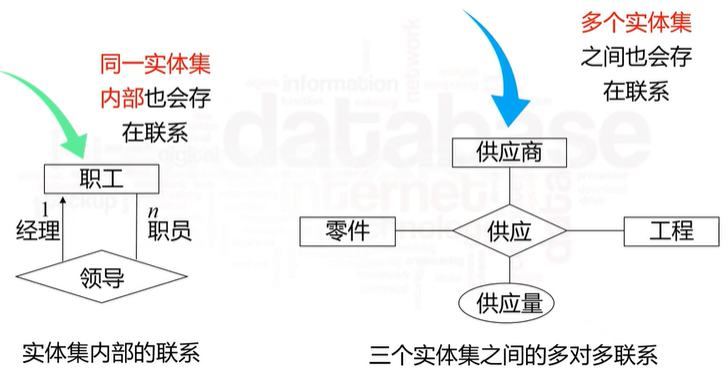 同一实体集
内部也会存
在联系
职工
1
n
经理
职员
领导
实体集内部的联系
多个实体集
之间也会存
在联系
供应商
零件
供应
工程
供应量
三个实体集之间的多对多联系
database
internet
information
network
digital